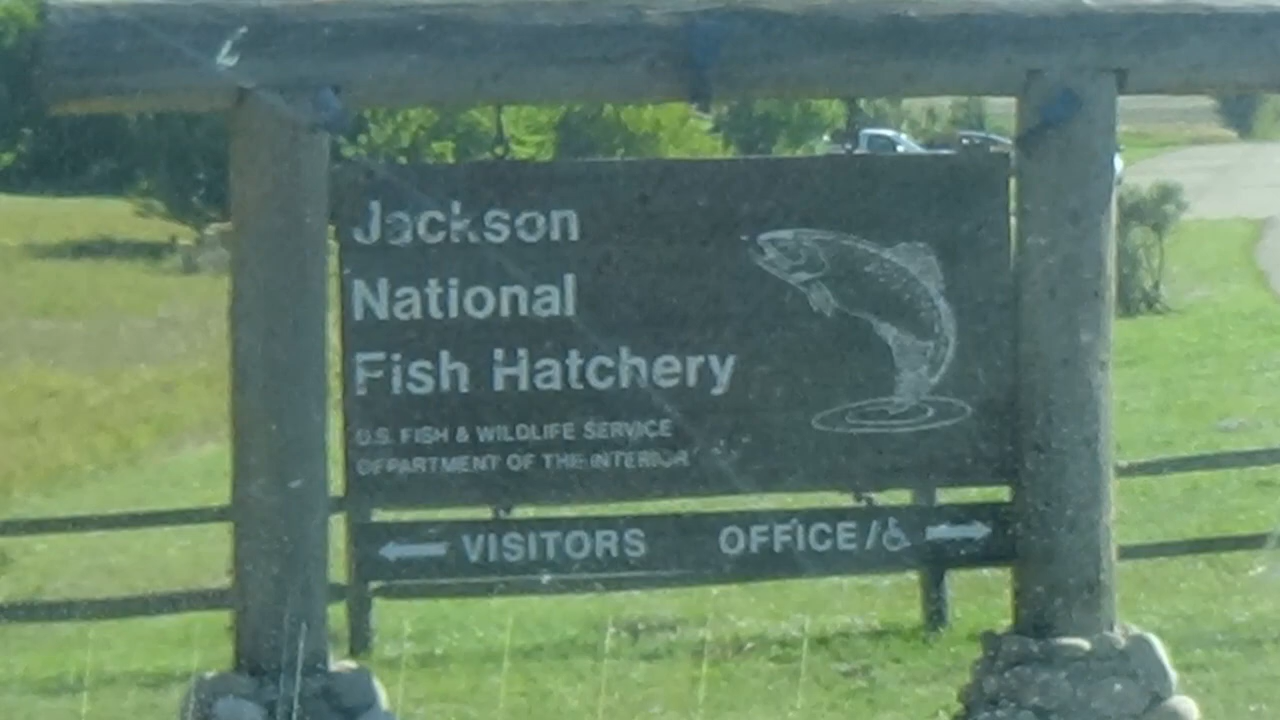 Jackson
National
Fish Hatchery
U.S. FISH & WILDLIFE SERVICE
DEPARTMENT OF THE INTERIOR
VISITORS OFFICE/